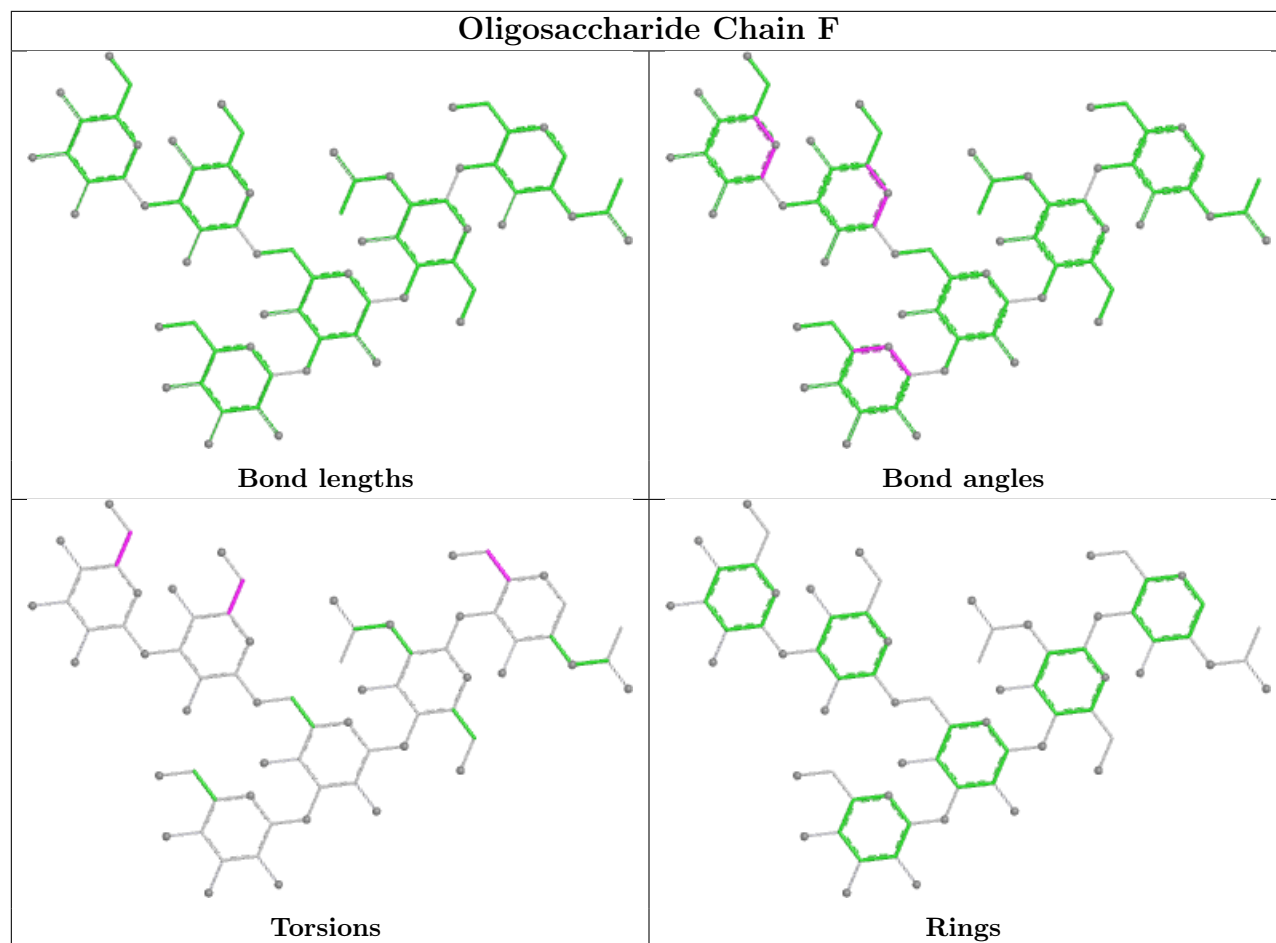 Oligosaccharide Chain F
Bond lengths
Bond angles
Torsions
Rings